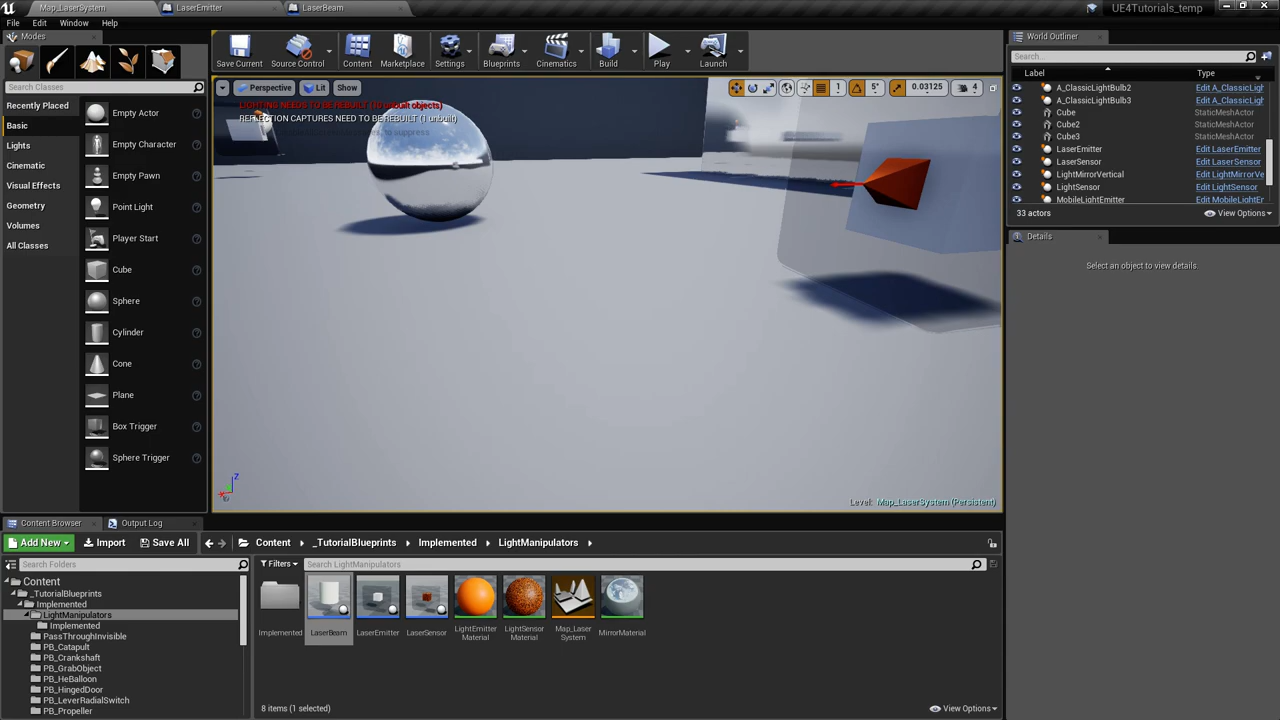 Map_LaserSystem
LaserEmitter
LaserBeam
UE4Tutorials_temp
File
Edit
Window
Help
Modes
Search Classes
Recently Placed
Basic
Lights
Cinematic
Visual Effects
Geometry
Volumes
All Classes
Empty Actor
Empty Character
Empty Pawn
Point Light
Player Start
Cube
Sphere
Cylinder
Cone
Plane
Box Trigger
Sphere Trigger
Save Current
Source Control
Content
Marketplace
Settings
Blueprints
Cinematics
Build
Play
Launch
Perspective
Lit
Show
1
5°
0.03125
4
LIGHTING NEEDS TO BE REBUILT (10 unbuilt objects)
REFLECTION CAPTURES NEED TO BE REBUILT (1 unbuilt)
to suppress
Z
Level: Map_LaserSystem (Persistent)
World Outliner
Search...
Label
Type
A_ClassicLightBulb2
Edit A_ClassicLigh
A_ClassicLightBulb3
Edit A_ClassicLigh
Cube
StaticMeshActor
Cube2
StaticMeshActor
Cube3
StaticMeshActor
LaserEmitter
Edit LaserEmitter
LaserSensor
Edit LaserSensor
LightMirrorVertical
Edit LightMirrorVe
LightSensor
Edit LightSensor
MobileLightEmitter
Edit MobileLightEr
33 actors
View Options
Details
Select an object to view details.
Content Browser
Output Log
Add New
Import
Save All
Content
_TutorialBlueprints
Implemented
LightManipulators
Search Folders
Filters
Search LightManipulators
Content
_TutorialBlueprints
Implemented
LightManipulators
Implemented
PassThroughInvisible
PB_Catapult
PB_Crankshaft
PB_GrabObject
PB_HeBalloon
PB_HingedDoor
PB_LeverRadialSwitch
PB_Propeller
Implemented
LaserBeam
LaserEmitter
LaserSensor
LightEmitter
Material
LightSensor
Material
Map_Laser
System
MirrorMaterial
8 items (1 selected)
View Options